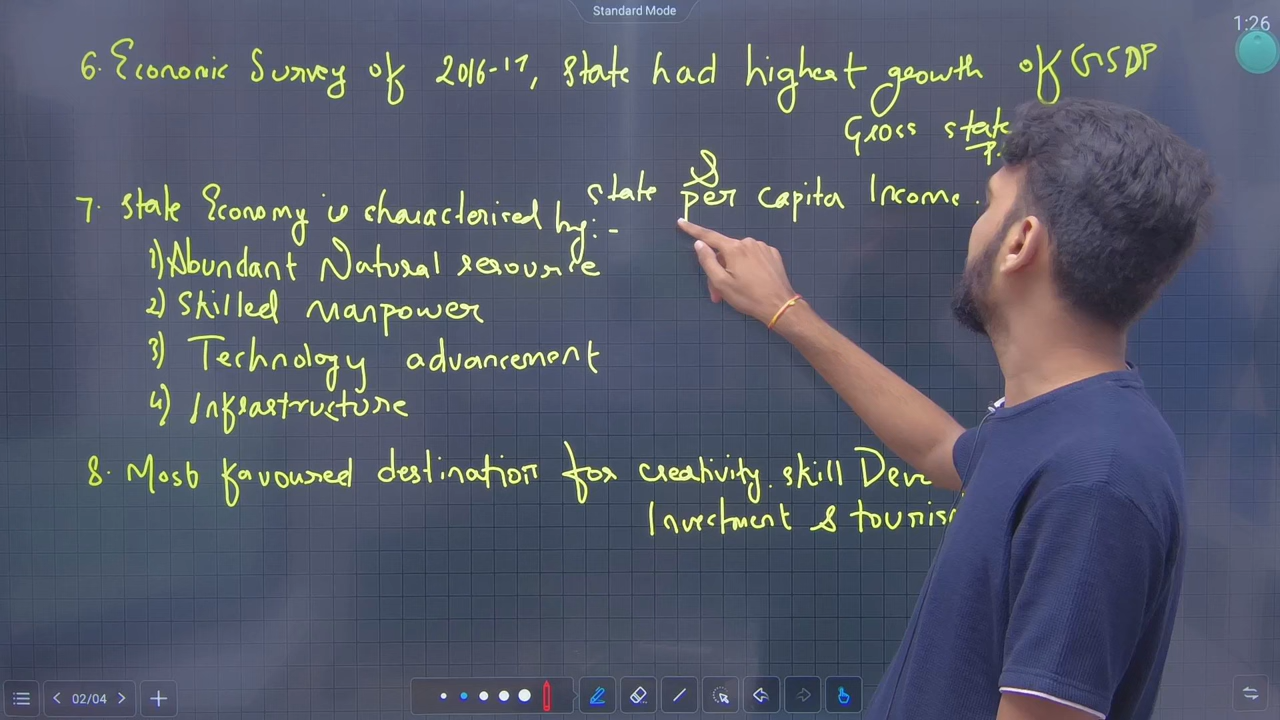 Standard Mode
1:26
6. Economic Survey of 2016-17, State had highest growth of GSDP
Gross state
P.
&
State per capita Income.
7. State Economy is characterised by:-
1) Abundant Natural resource
2) Skilled Manpower
3) Technology advancement
4) Infrastructure
8. Most favoured destination for creativity. skill Deve
Investment & tourism
02/04